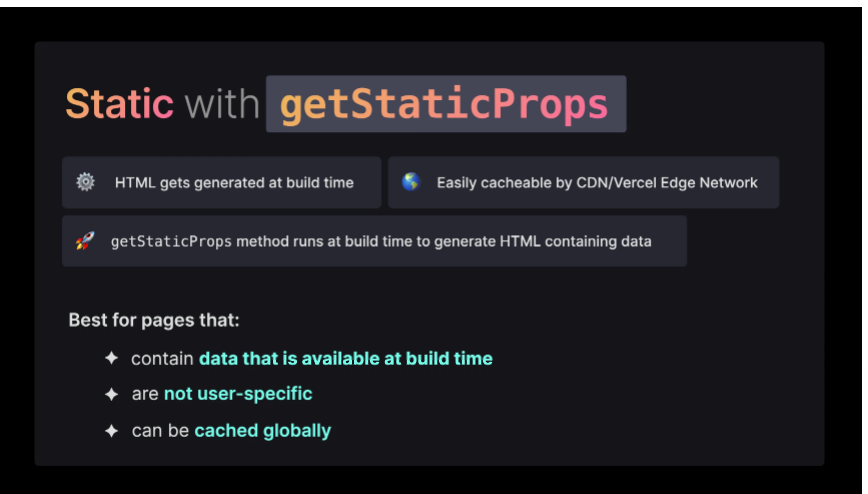 Static with getStaticProps
HTML gets generated at build time
Easily cacheable by CDN/Vercel Edge Network
getStaticProps method runs at build time to generate HTML containing data
Best for pages that:
contain data that is available at build time
are not user-specific
can be cached globally